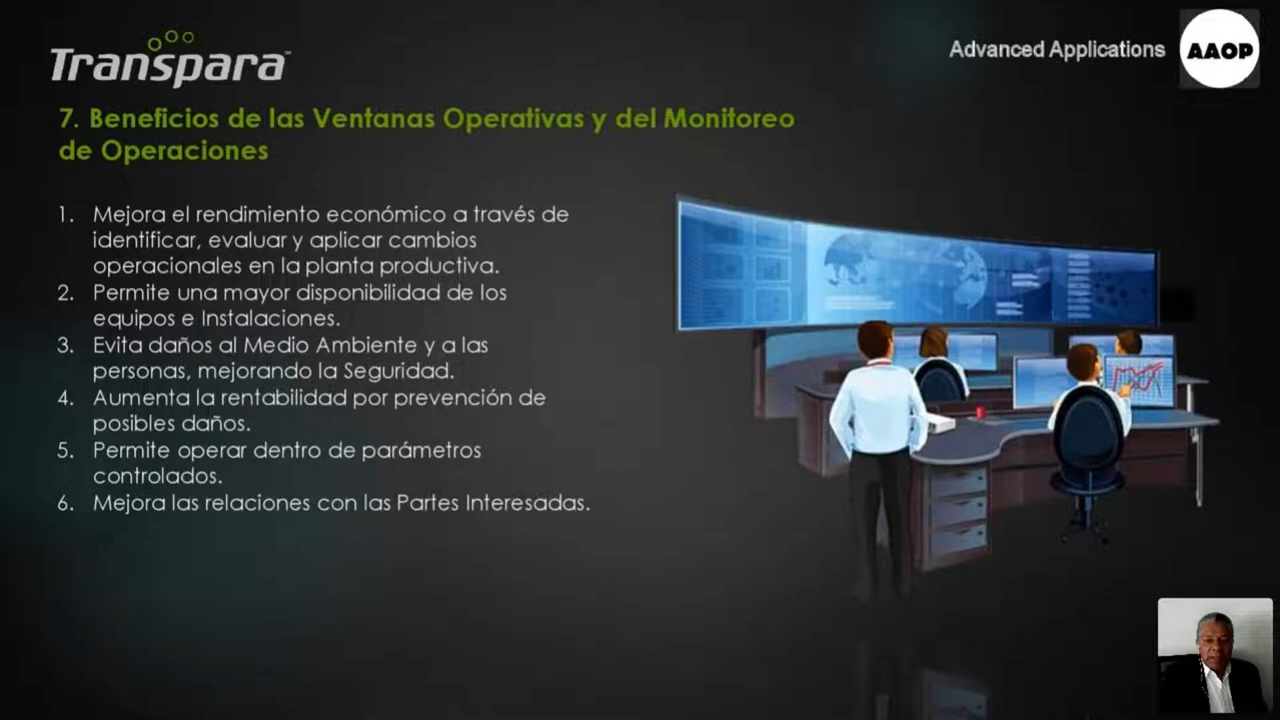 Transpara™
Advanced Applications
AAOP
7. Beneficios de las Ventanas Operativas y del Monitoreo
de Operaciones
1. Mejora el rendimiento económico a través de
identificar, evaluar y aplicar cambios
operacionales en la planta productiva.
2. Permite una mayor disponibilidad de los
equipos e Instalaciones.
3. Evita daños al Medio Ambiente y a las
personas, mejorando la Seguridad.
4. Aumenta la rentabilidad por prevención de
posibles daños.
5. Permite operar dentro de parámetros
controlados.
6. Mejora las relaciones con las Partes Interesadas.